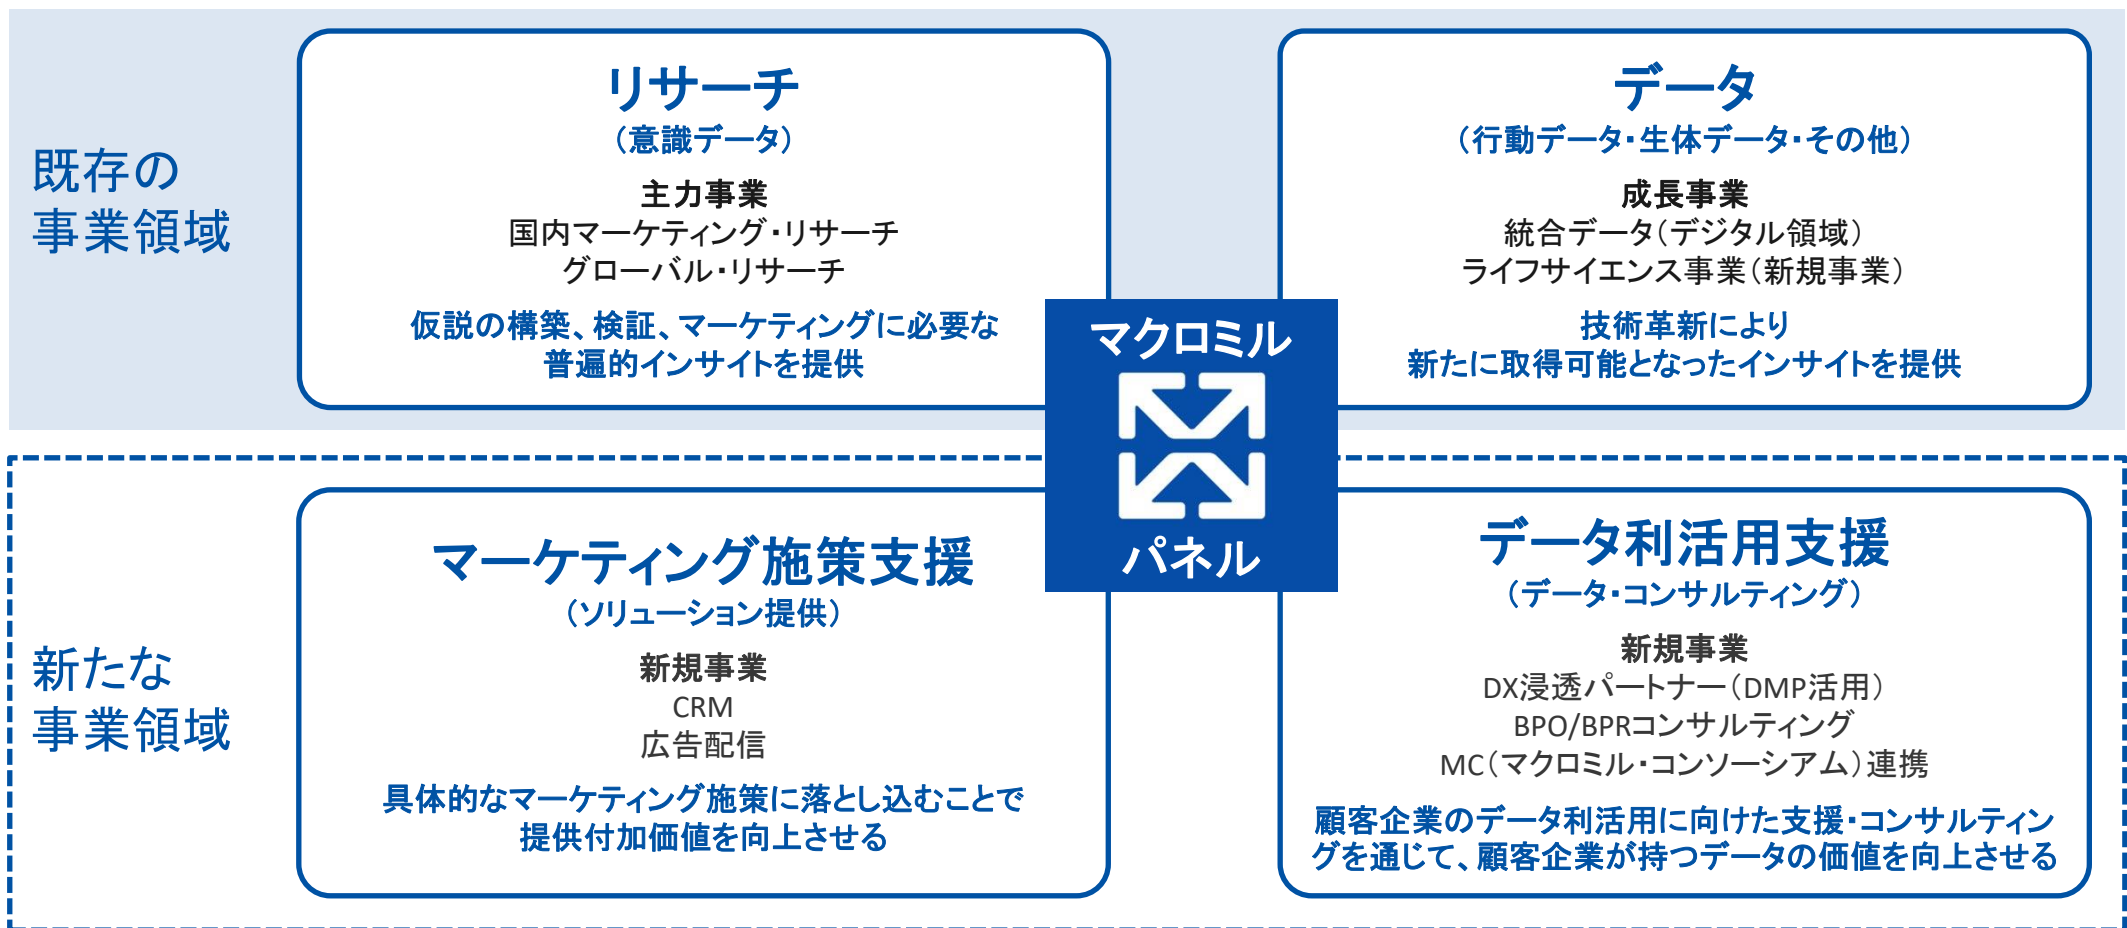 既存の
事業領域
リサーチ
（意識データ）
主力事業
国内マーケティング・リサーチ
グローバル・リサーチ
仮説の構築、検証、マーケティングに必要な
普遍的インサイトを提供
データ
（行動データ・生体データ・その他）
成長事業
統合データ（デジタル領域）
ライフサイエンス事業（新規事業）
技術革新により
新たに取得可能となったインサイトを提供
マクロミル
パネル
新たな
事業領域
マーケティング施策支援
（ソリューション提供）
新規事業
CRM
広告配信
具体的なマーケティング施策に落とし込むことで
提供付加価値を向上させる
データ利活用支援
（データ・コンサルティング）
新規事業
DX浸透パートナー（DMP活用）
BPO/BPRコンサルティング
MC（マクロミル・コンソーシアム）連携
顧客企業のデータ利活用に向けた支援・コンサルティン
グを通じて、顧客企業が持つデータの価値を向上させる